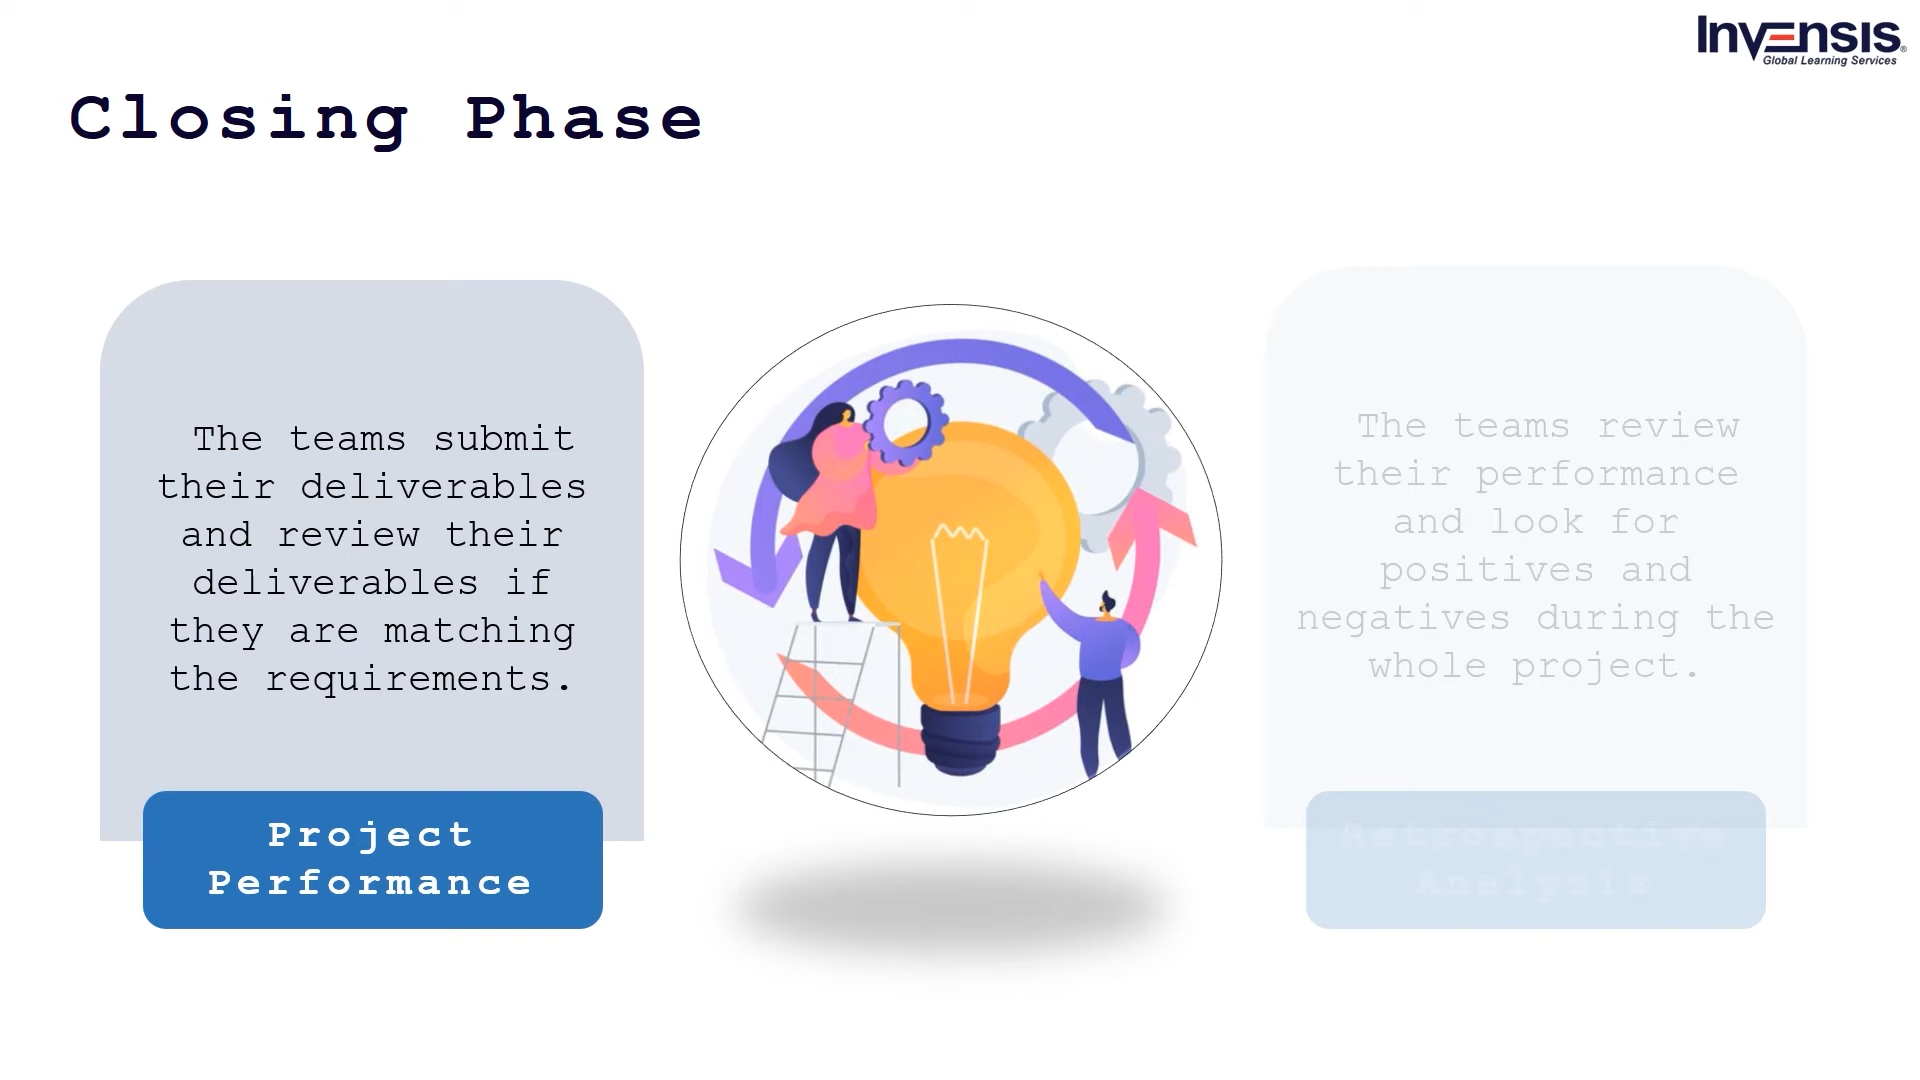 Invensis®
Global Learning Services
Closing Phase
The teams submit
their deliverables
and review their
deliverables if
they are matching
the requirements.
Project
Performance
The teams review
their performance
and look for
positives and
negatives during the
whole project.
Retrospective
Analysis